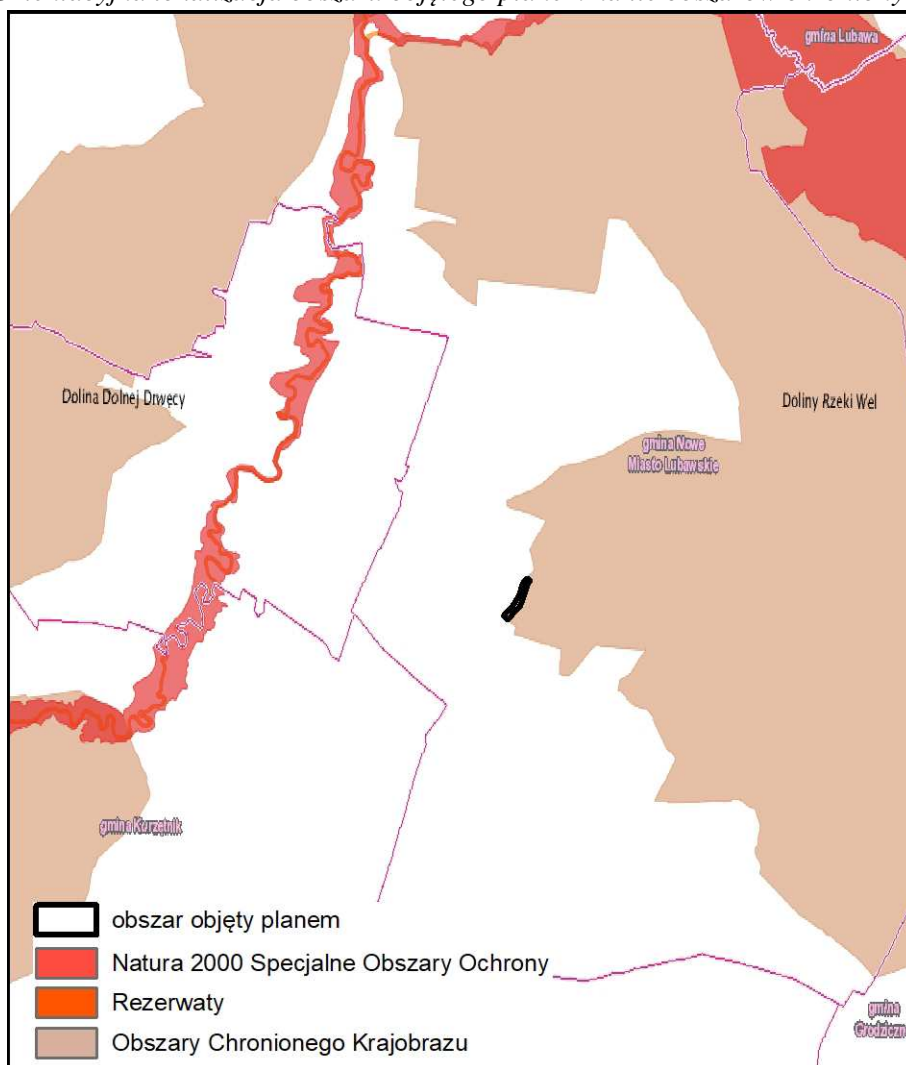 gmina Lubawa
Dolina Dolnej Drwęcy
Doliny Rzeki Wel
gmina Nowe
Miasto Lubawskie
gmina Kurzętnik
obszar objęty planem
Natura 2000 Specjalne Obszary Ochrony
Rezerwaty
Obszary Chronionego Krajobrazu
gmina